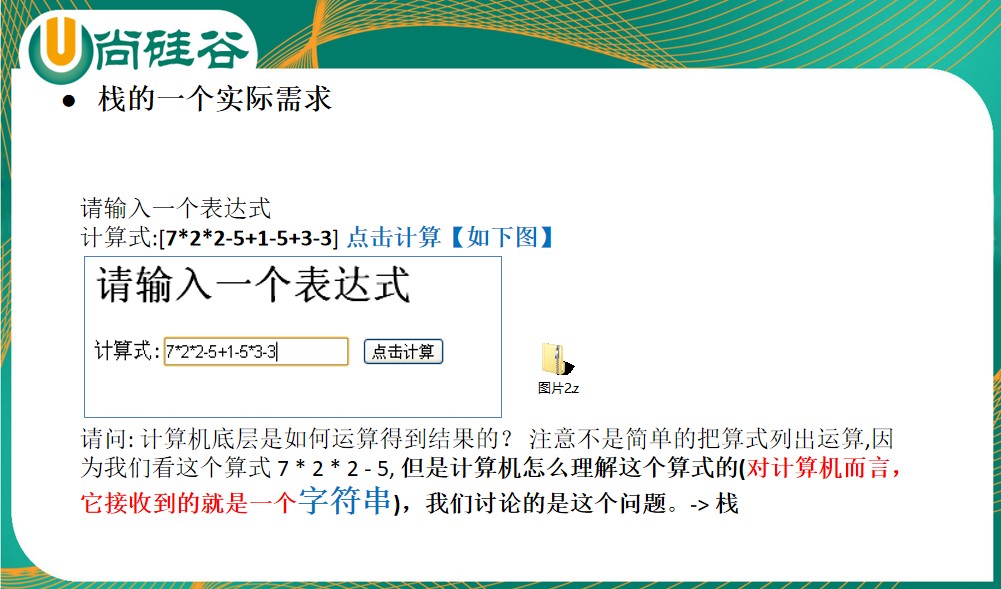 尚硅谷
● 栈的一个实际需求
请输入一个表达式
计算式:[7*2*2-5+1-5+3-3] 点击计算【如下图】
请输入一个表达式
计算式: 7*2*2-5+1-5*3-3 点击计算
图片2.z
请问: 计算机底层是如何运算得到结果的？ 注意不是简单的把算式列出运算,因
为我们看这个算式 7 * 2 * 2 - 5, 但是计算机怎么理解这个算式的(对计算机而言，
它接收到的就是一个字符串)，我们讨论的是这个问题。-> 栈